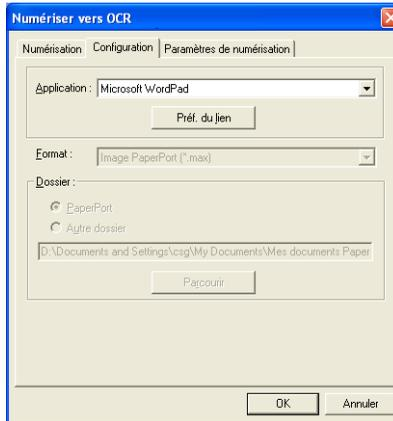 Numériser vers OCR
Numérisation Configuration Paramètres de numérisation
Application : Microsoft WordPad
Préf. du lien
Format : Image PaperPort (*.max)
Dossier :
PaperPort
Autre dossier
D:\Documents and Settings\csg\My Documents\Mes documents Paper
Parcourir
OK Annuler